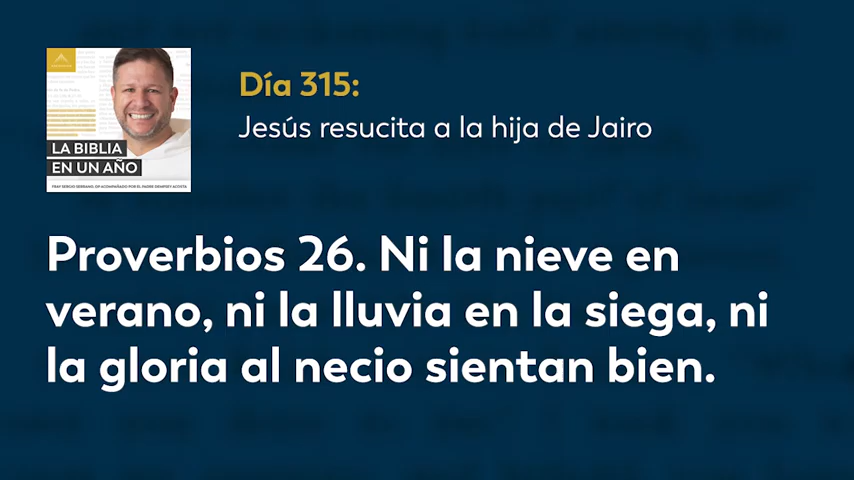 Día 315:
Jesús resucita a la hija de Jairo
LA BIBLIA
EN UN AÑO
Proverbios 26. Ni la nieve en
verano, ni la lluvia en la siega, ni
la gloria al necio sientan bien.